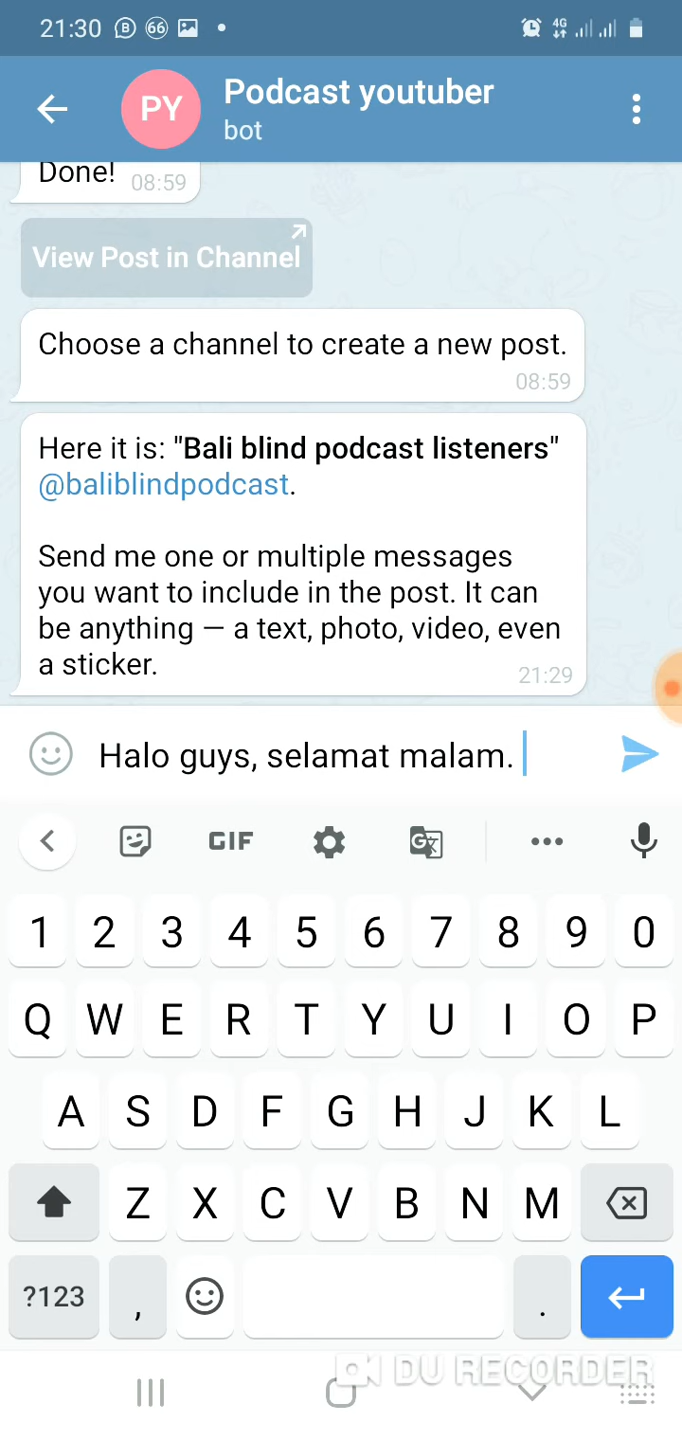 21:30 B 66 4G
PY Podcast youtuber
bot
Done! 08:59
View Post in Channel
Choose a channel to create a new post.
08:59
Here it is: "Bali blind podcast listeners"
@baliblindpodcast.
Send me one or multiple messages
you want to include in the post. It can
be anything — a text, photo, video, even
a sticker.
21:29
Halo guys, selamat malam.
GIF G
1 2 3 4 5 6 7 8 9 0
Q W E R T Y U I O P
A S D F G H J K L
Z X C V B N M
?123 , .
DU RECORDER